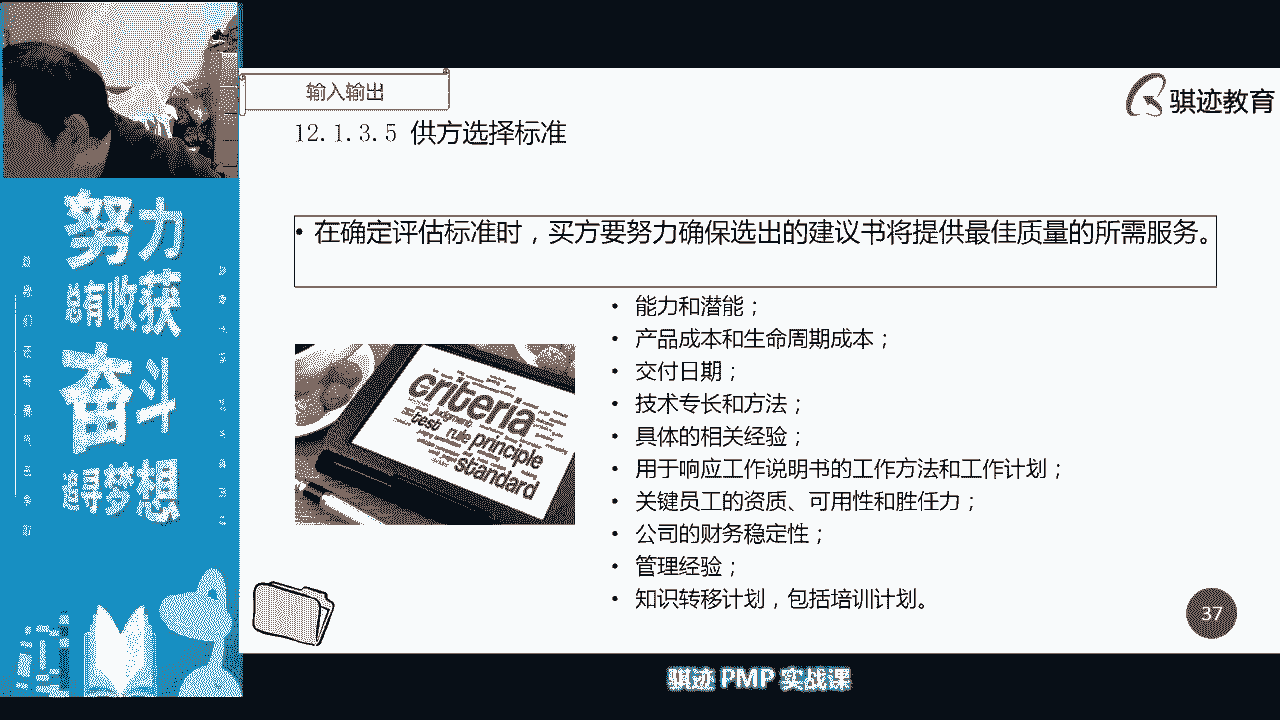 输入输出
骐迹教育
12.1.3.5 供方选择标准
• 在确定评估标准时，买方要努力确保选出的建议书将提供最佳质量的所需服务。
• 能力和潜能；
• 产品成本和生命周期成本；
• 交付日期；
• 技术专长和方法；
• 具体的相关经验；
• 用于响应工作说明书的工作方法和工作计划；
• 关键员工的资质、可用性和胜任力；
• 公司的财务稳定性；
• 管理经验；
• 知识转移计划，包括培训计划。
criteria
best rule principle
standard
37
努力
总有收获
奋斗
追寻梦想
骐迹 PMP 实战课